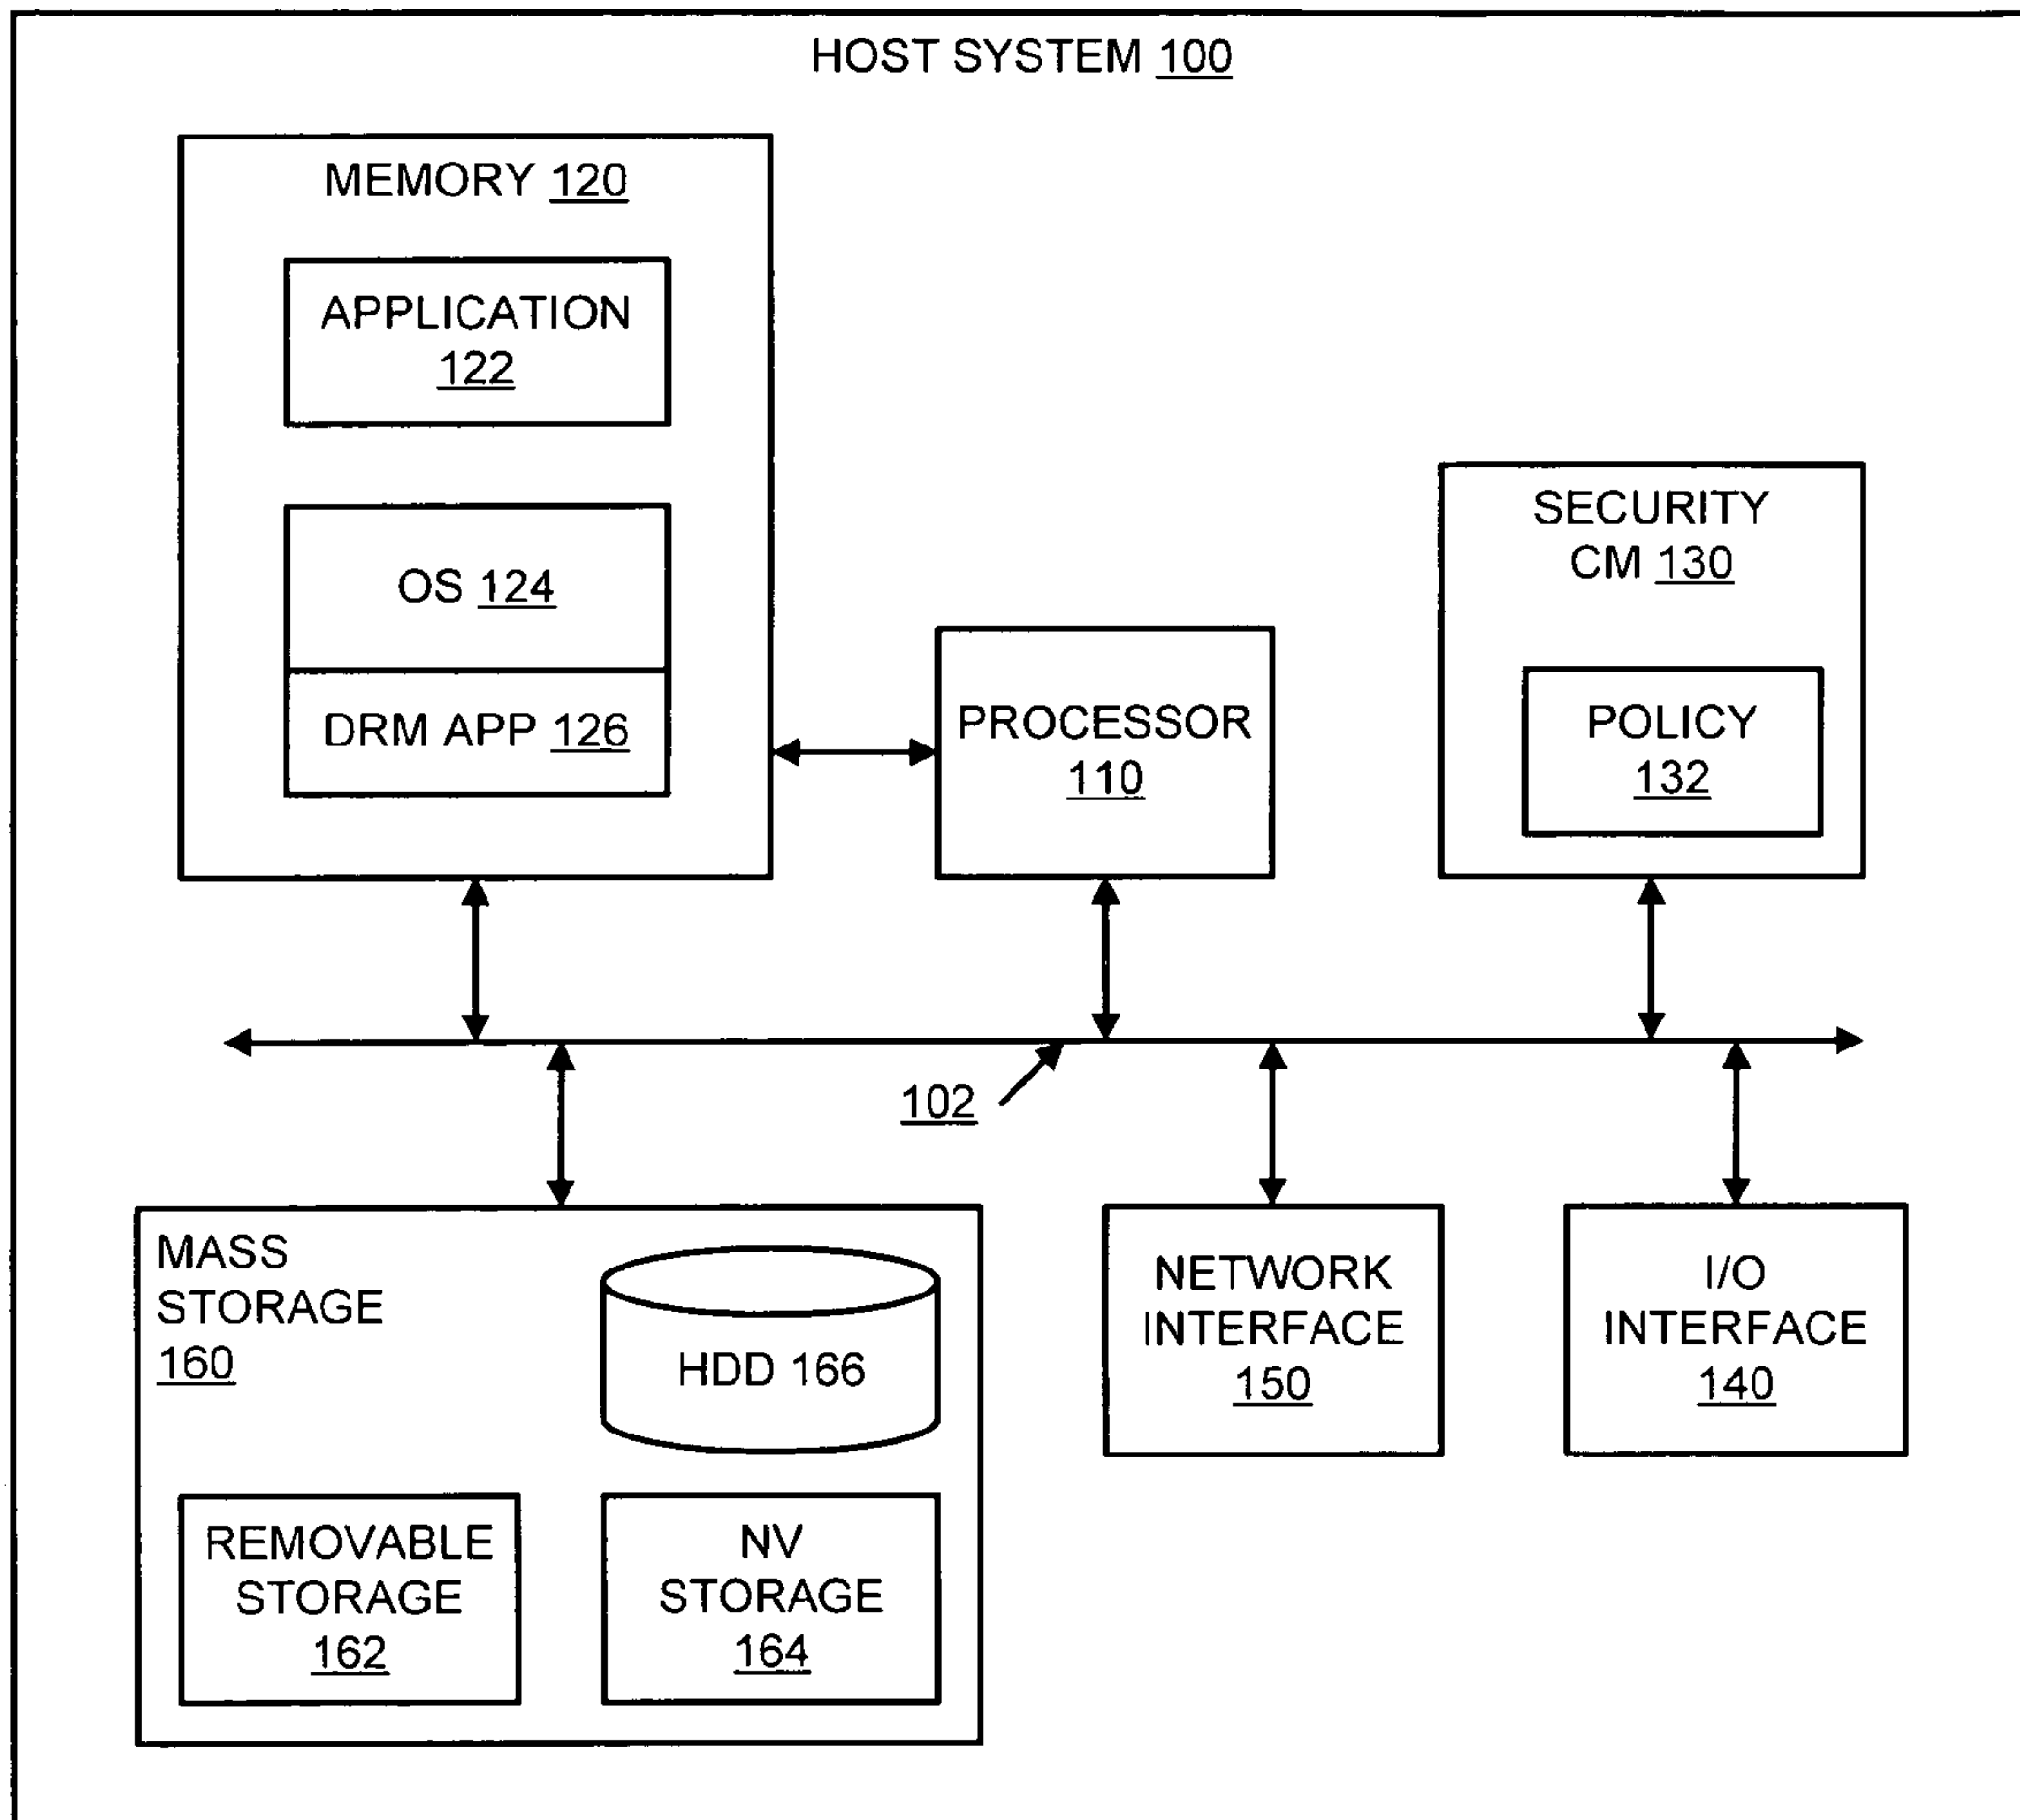 HOST SYSTEM 100
MEMORY 120
APPLICATION
122
OS 124
DRM APP 126
PROCESSOR
110
SECURITY
CM 130
POLICY
132
102
MASS
STORAGE
160
HDD 166
REMOVABLE
STORAGE
162
NV
STORAGE
164
NETWORK
INTERFACE
150
I/O
INTERFACE
140